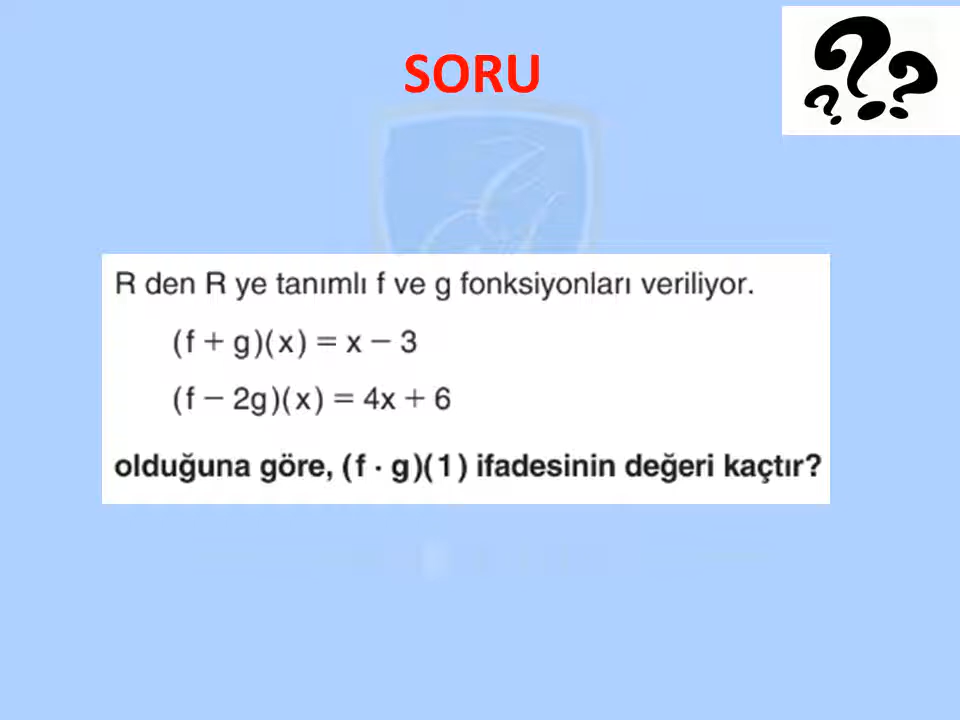 SORU
R den R ye tanımlı f ve g fonksiyonları veriliyor.
(f + g)(x) = x − 3
(f − 2g)(x) = 4x + 6
olduğuna göre, (f · g)(1) ifadesinin değeri kaçtır?